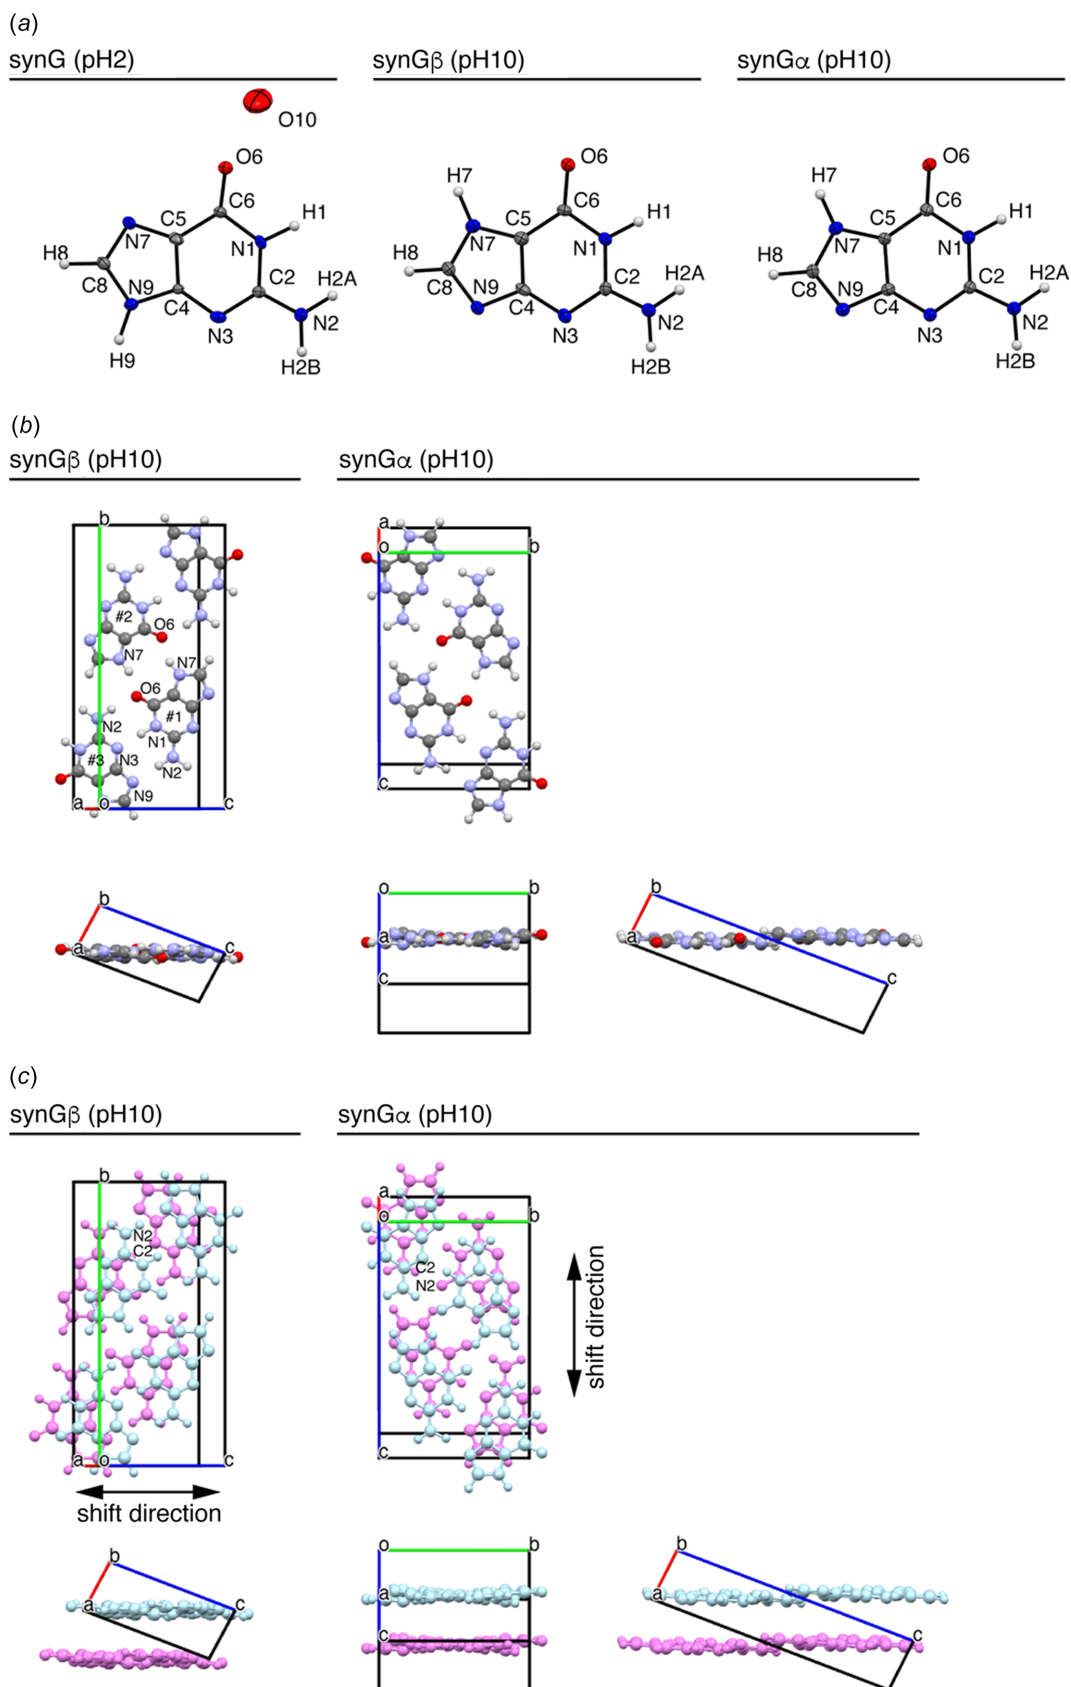 (a)
synG (pH2)
synGβ (pH10)
synGα (pH10)
O10
O6
C6
H1
C5
N7
N1
H8
C8
N9
C4
C2
H2A
N3
N2
H9
H2B
O6
H7
C6
H1
C5
N7
N1
H8
C8
N9
C2
H2A
C4
N3
N2
H2B
O6
H7
C6
H1
C5
N7
N1
H8
C8
N9
C2
H2A
C4
N3
N2
H2B
(b)
synGβ (pH10)
synGα (pH10)
b
#2
O6
N7
N7
O6
#1
N2
N1
#3
N3
N2
N9
a
o
c
a
o
b
c
b
a
c
o
b
a
c
b
a
c
(c)
synGβ (pH10)
synGα (pH10)
b
N2
C2
a
o
c
shift direction
a
o
b
C2
N2
c
shift direction
b
a
c
o
b
a
c
b
a
c